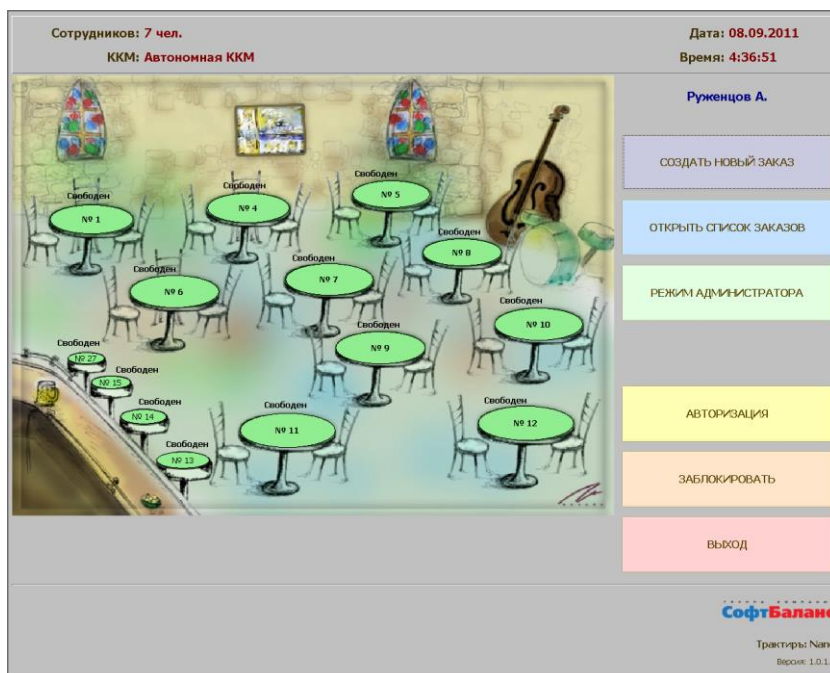 Сотрудников: 7 чел.
Дата: 08.09.2011
ККМ: Автономная ККМ
Время: 4:36:51
Руженцов А.
СОЗДАТЬ НОВЫЙ ЗАКАЗ
ОТКРЫТЬ СПИСОК ЗАКАЗОВ
РЕЖИМ АДМИНИСТРАТОРА
АВТОРИЗАЦИЯ
ЗАБЛОКИРОВАТЬ
ВЫХОД
Свободен
№ 5
Свободен
№ 4
Свободен
№ 1
Свободен
№ 8
Свободен
№ 7
Свободен
№ 6
Свободен
№ 10
Свободен
№ 9
Свободен
№ 27
Свободен
№ 15
Свободен
№ 14
Свободен
№ 11
Свободен
№ 12
Свободен
№ 13
СофтБаланс
Трактиръ: Nano
Версия: 1.0.1.